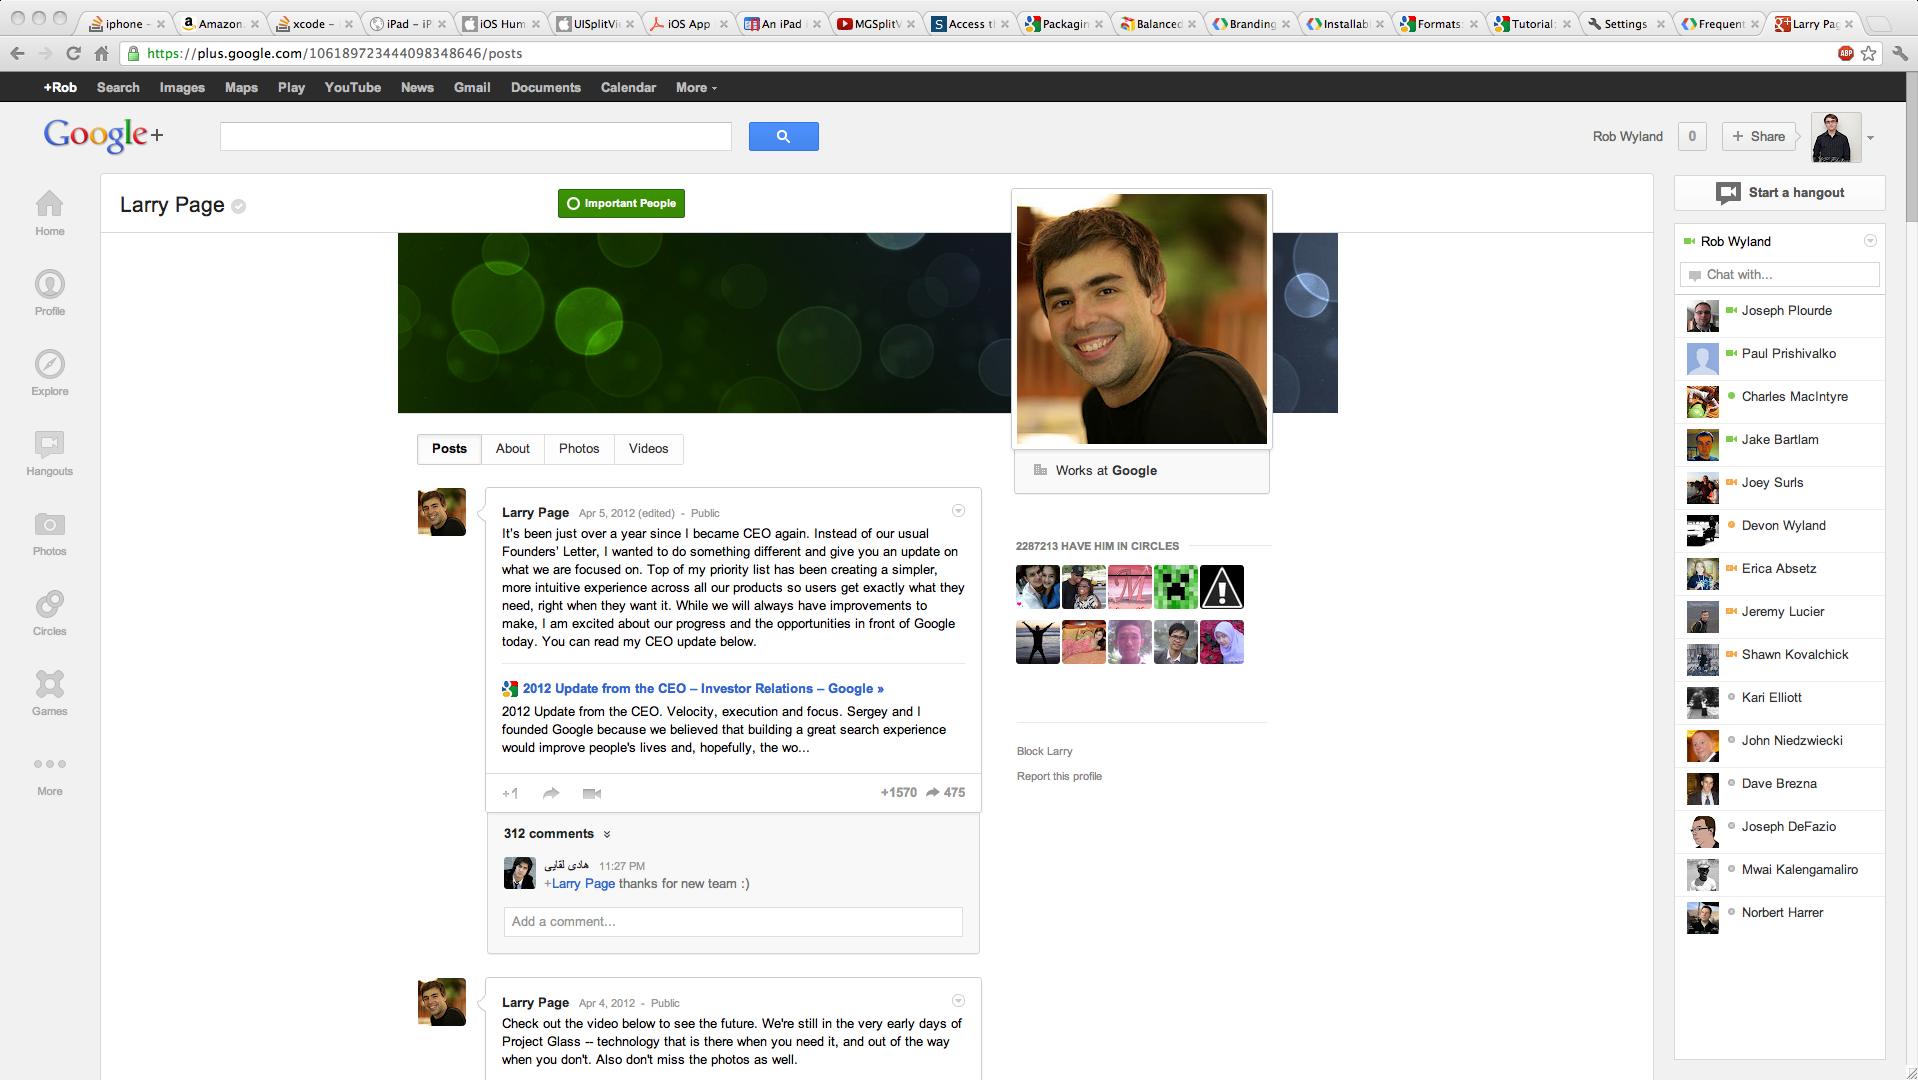 iphone -
Amazon.
xcode -
iPad – iP
iOS Hum
UISplitVi
iOS App
An iPad i
MGSplitV
Access t
Packagin
Balanced
Branding
Installab
Formats:
Tutorial:
Settings
Frequent
Larry Pag
https://plus.google.com/106189723444098348646/posts
ABP
+Rob Search Images Maps Play YouTube News Gmail Documents Calendar More
Google+
Rob Wyland 0 + Share
Home
Profile
Explore
Hangouts
Photos
Circles
Games
More
Larry Page
Important People
Posts About Photos Videos
Works at Google
Larry Page Apr 5, 2012 (edited) - Public
It's been just over a year since I became CEO again. Instead of our usual
Founders' Letter, I wanted to do something different and give you an update on
what we are focused on. Top of my priority list has been creating a simpler,
more intuitive experience across all our products so users get exactly what they
need, right when they want it. While we will always have improvements to
make, I am excited about our progress and the opportunities in front of Google
today. You can read my CEO update below.
2012 Update from the CEO – Investor Relations – Google »
2012 Update from the CEO. Velocity, execution and focus. Sergey and I
founded Google because we believed that building a great search experience
would improve people's lives and, hopefully, the wo...
+1 +1570 475
312 comments
هادی لقایی 11:27 PM
+Larry Page thanks for new team :)
Add a comment...
Larry Page Apr 4, 2012 - Public
Check out the video below to see the future. We're still in the very early days of
Project Glass -- technology that is there when you need it, and out of the way
when you don't. Also don't miss the photos as well.
2287213 HAVE HIM IN CIRCLES
Block Larry
Report this profile
Start a hangout
Rob Wyland
Chat with...
Joseph Plourde
Paul Prishivalko
Charles MacIntyre
Jake Bartlam
Joey Surls
Devon Wyland
Erica Absetz
Jeremy Lucier
Shawn Kovalchick
Kari Elliott
John Niedzwiecki
Dave Brezna
Joseph DeFazio
Mwai Kalengamaliro
Norbert Harrer